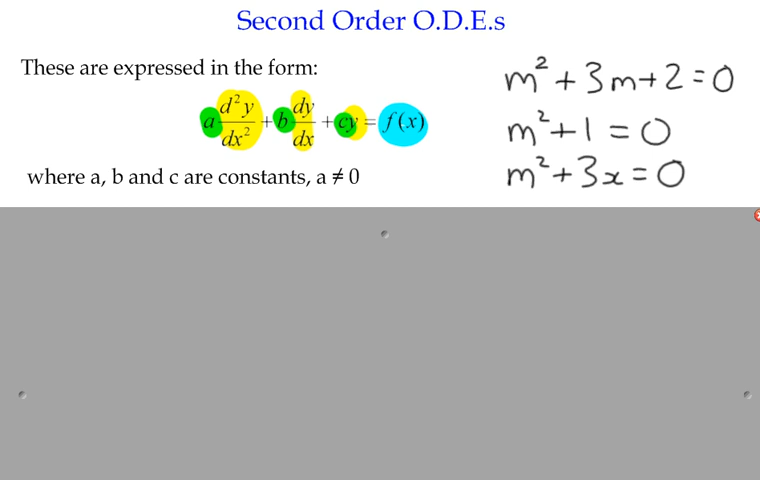 Second Order O.D.E.s
These are expressed in the form:
a d²y/dx² + b dy/dx + cy = f(x)
where a, b and c are constants, a ≠ 0
m² + 3m + 2 = 0
m² + 1 = 0
m² + 3x = 0